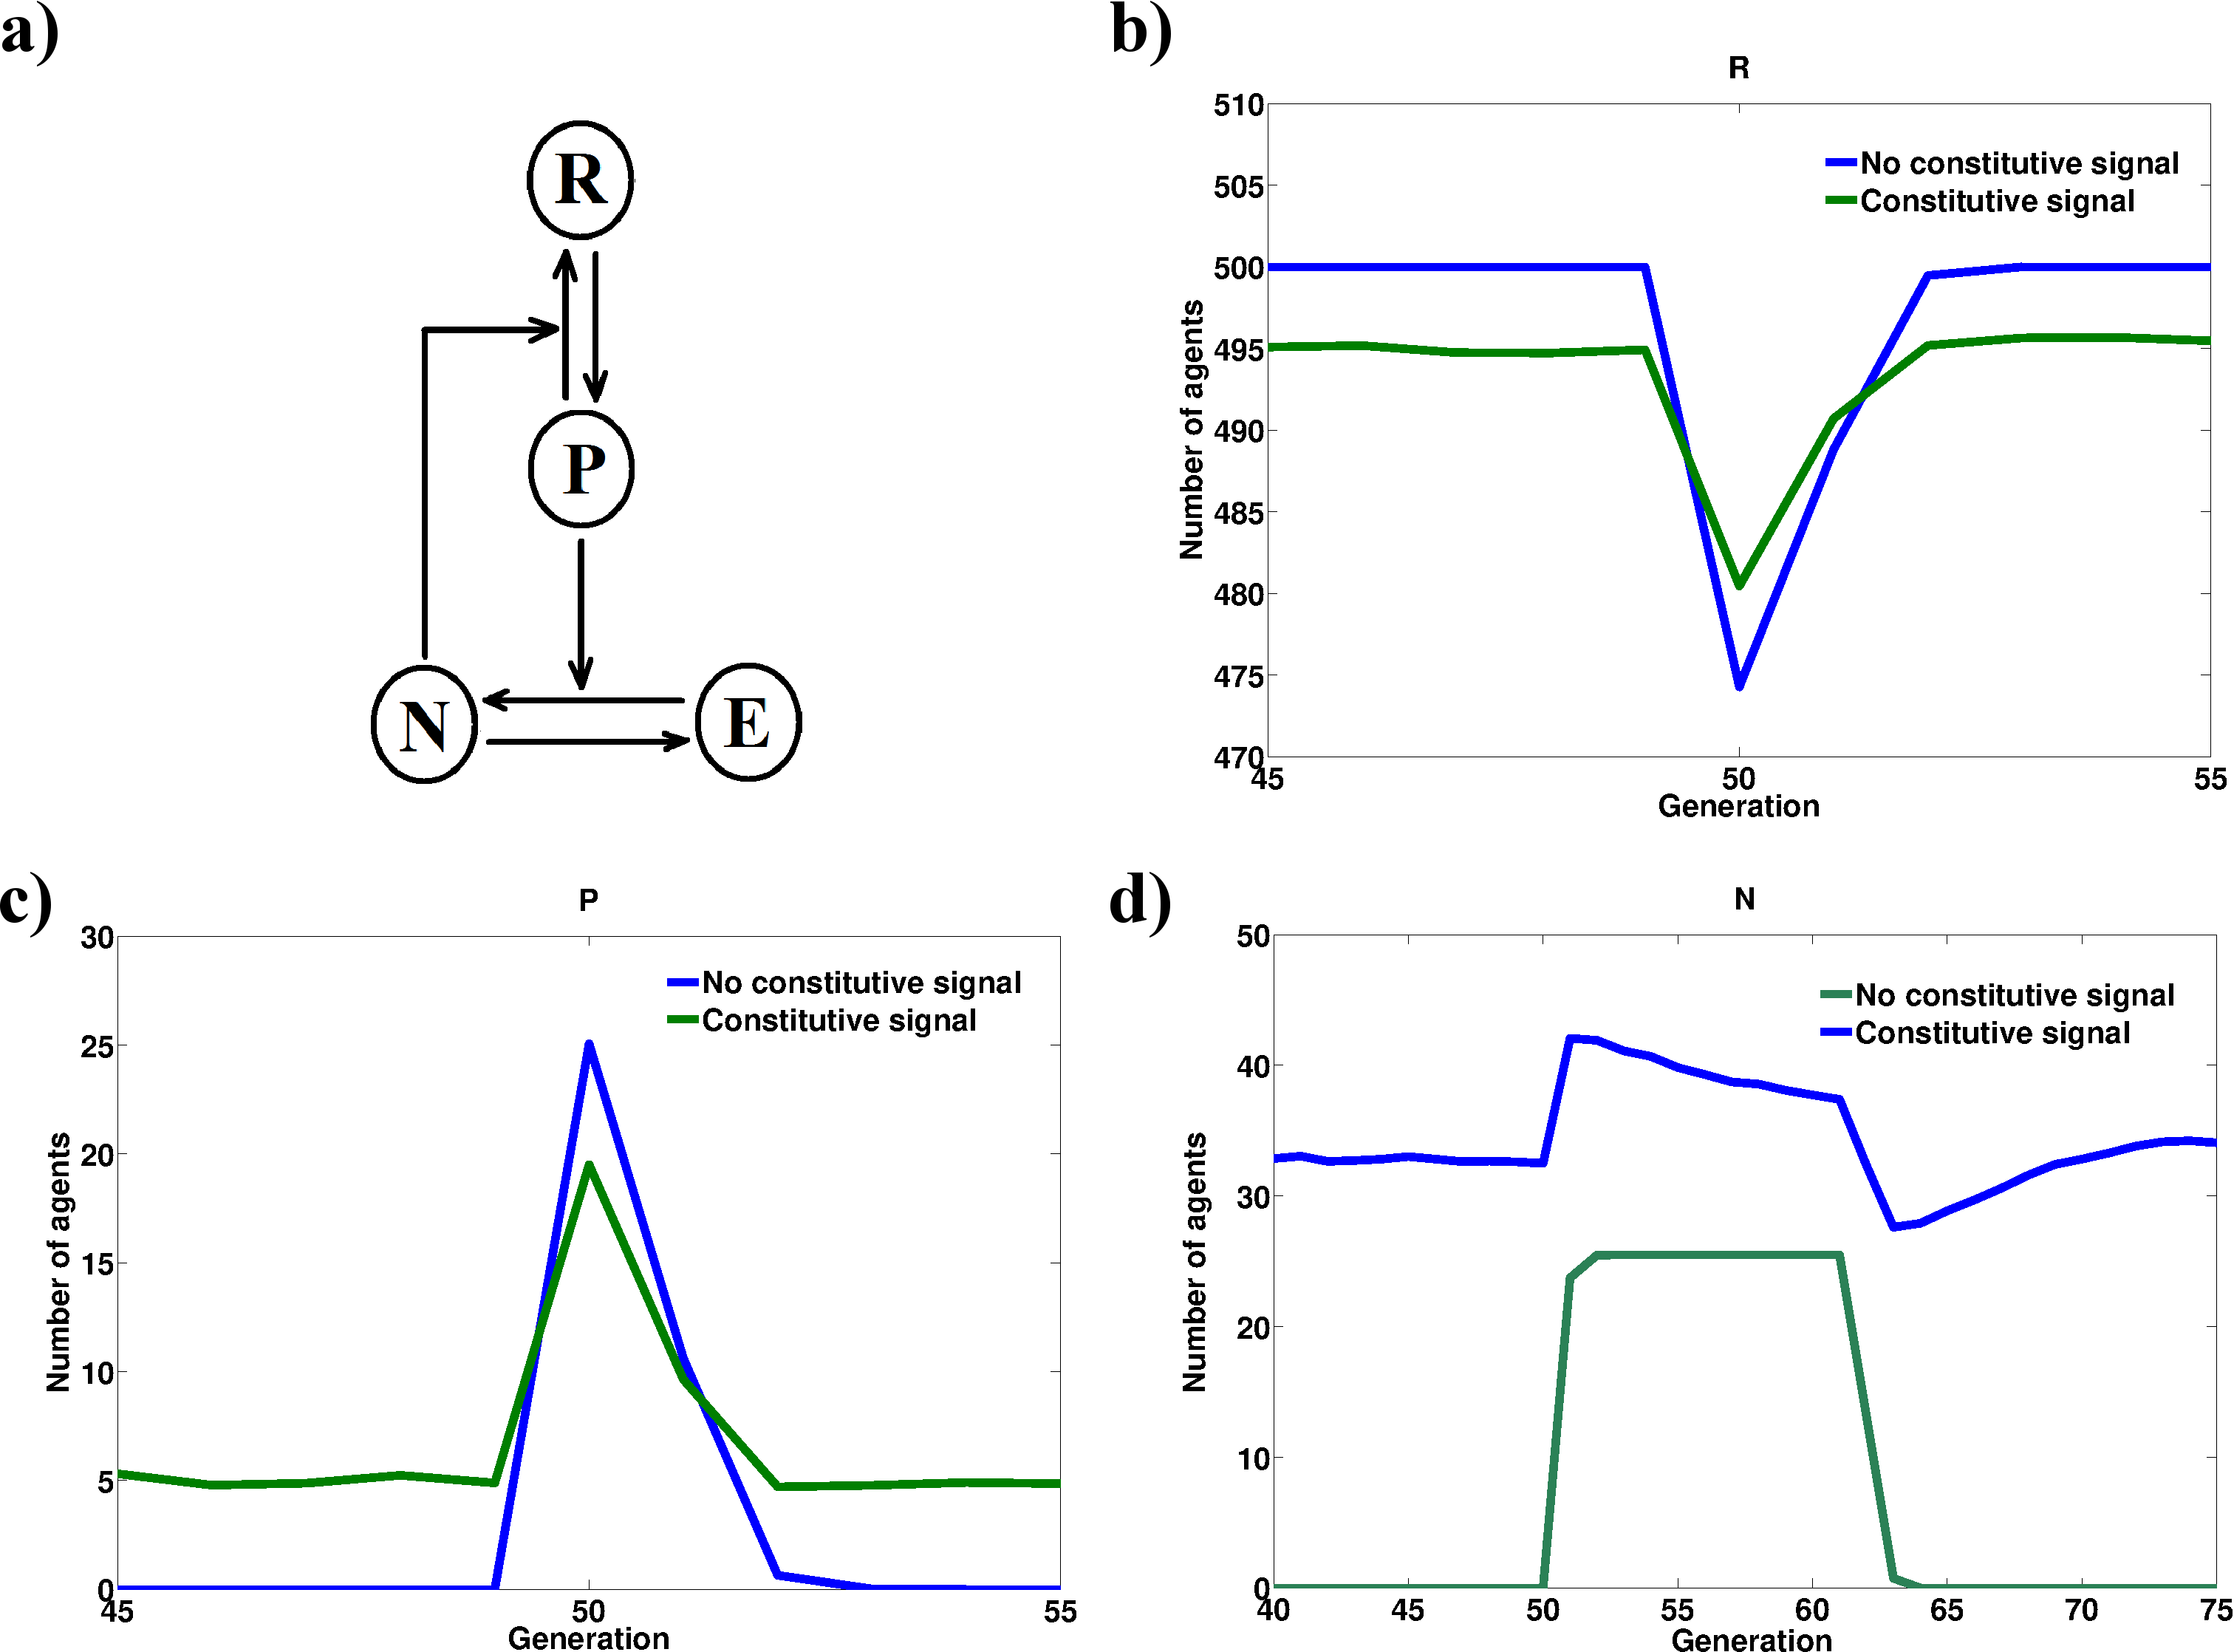 a)
R
P
N
E
b)
R
510
505
500
495
490
485
480
475
470
45
50
55
Number of agents
Generation
No constitutive signal
Constitutive signal
c)
P
30
25
20
15
10
5
0
45
50
55
Number of agents
Generation
No constitutive signal
Constitutive signal
d)
N
50
40
30
20
10
0
40
45
50
55
60
65
70
75
Number of agents
Generation
No constitutive signal
Constitutive signal